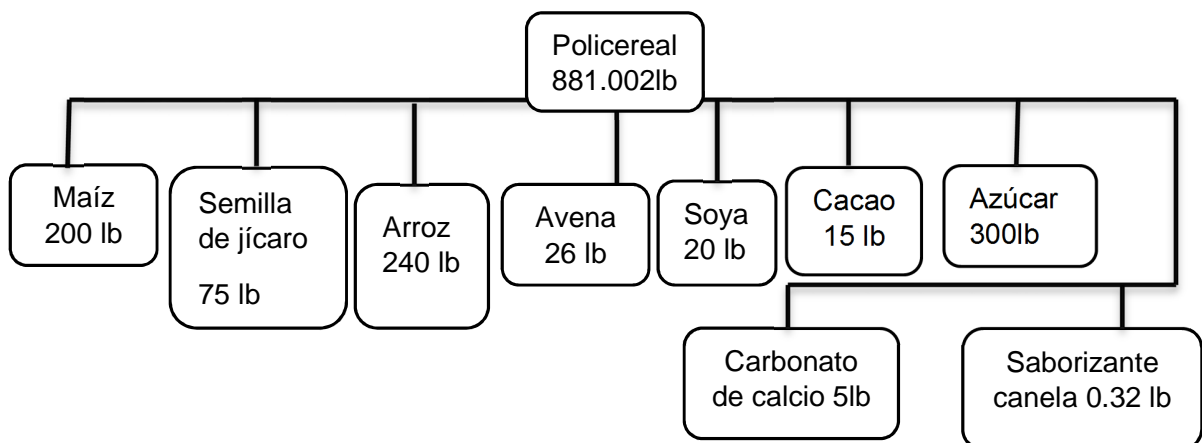 Policereal
881.002lb
Maíz
200 lb
Semilla
de jícaro
75 lb
Arroz
240 lb
Avena
26 lb
Soya
20 lb
Cacao
15 lb
Azúcar
300lb
Carbonato
de calcio 5lb
Saborizante
canela 0.32 lb